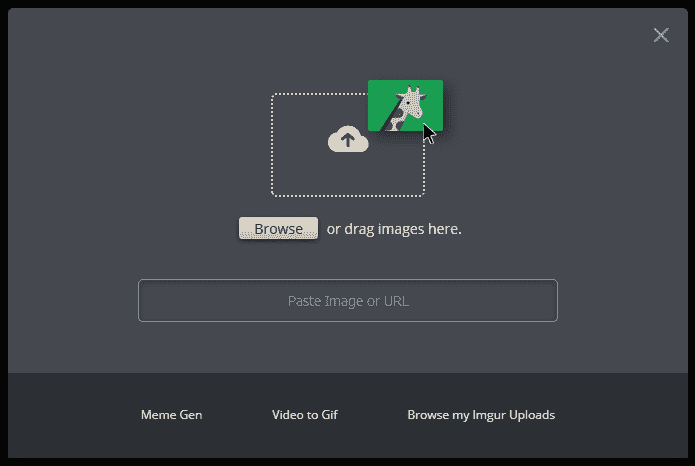 Browse or drag images here.
Paste Image or URL
Meme Gen Video to Gif Browse my Imgur Uploads